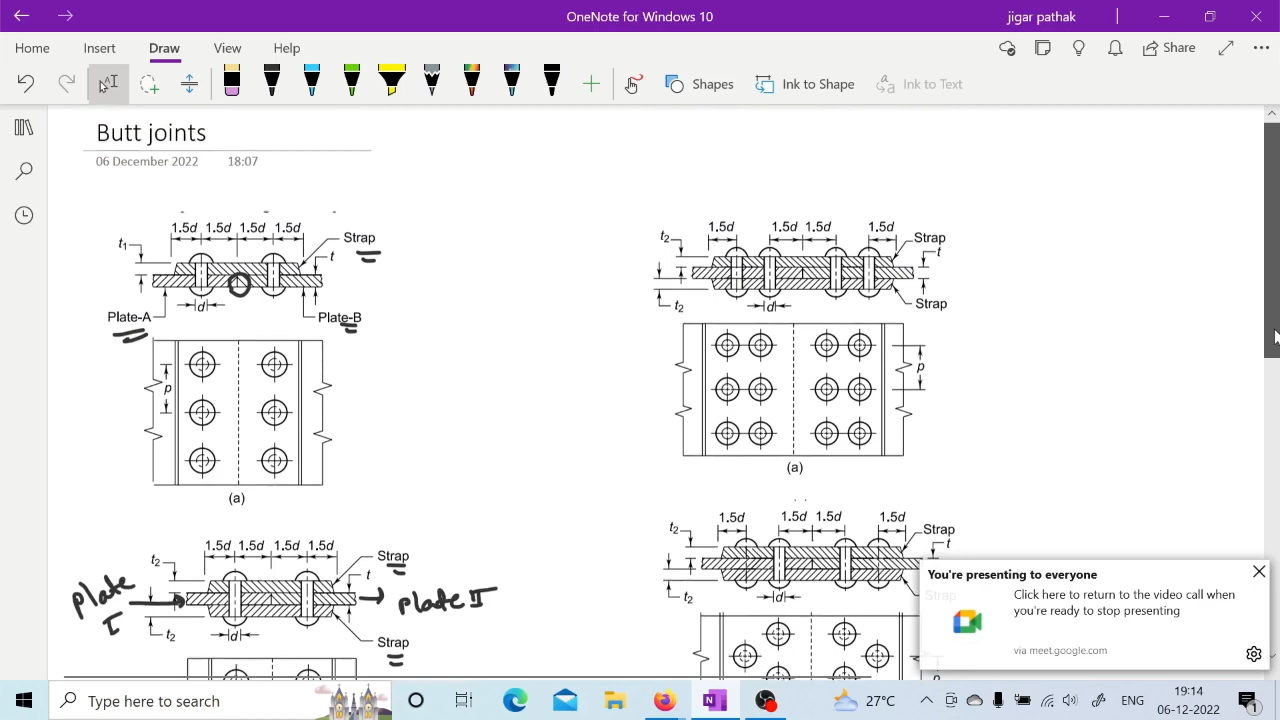 OneNote for Windows 10
jigar pathak
Home Insert Draw View Help
Share
Shapes
Ink to Shape
Ink to Text
Butt joints
06 December 2022 18:07
1.5d 1.5d 1.5d 1.5d
t1
Strap
t
d
Plate-A
Plate-B
p
(a)
1.5d 1.5d 1.5d 1.5d
t2
Strap
t
t2
d
Strap
p
(a)
1.5d 1.5d 1.5d 1.5d
t2
Strap
t
plate I
plate II
t2
d
Strap
1.5d 1.5d 1.5d 1.5d
t2
Strap
t
t2
d
You're presenting to everyone
Click here to return to the video call when
you're ready to stop presenting
via meet.google.com
Type here to search
27°C
ENG
19:14
06-12-2022
1